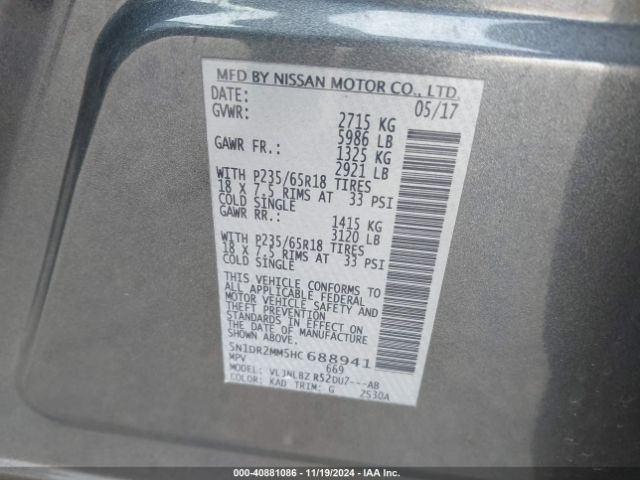 MFD BY NISSAN MOTOR CO., LTD.
DATE: 05/17
GVWR: 2715 KG
5986 LB
GAWR FR.: 1325 KG
2921 LB
WITH P235/65R18 TIRES
18 X 7.5 RIMS AT 33 PSI
COLD SINGLE
GAWR RR.: 1415 KG
3120 LB
WITH P235/65R18 TIRES
18 X 7.5 RIMS AT 33 PSI
COLD SINGLE
THIS VEHICLE CONFORMS TO
ALL APPLICABLE FEDERAL
MOTOR VEHICLE SAFETY AND
THEFT PREVENTION
STANDARDS IN EFFECT ON
THE DATE OF MANUFACTURE
SHOWN ABOVE.
5N1DR2MM5HC688941
MPV 669
VLJNLBZ R52DU7---AB
COLOR: KAD TRIM: G 2530A
000-40881086 - 11/19/2024 - IAA Inc.